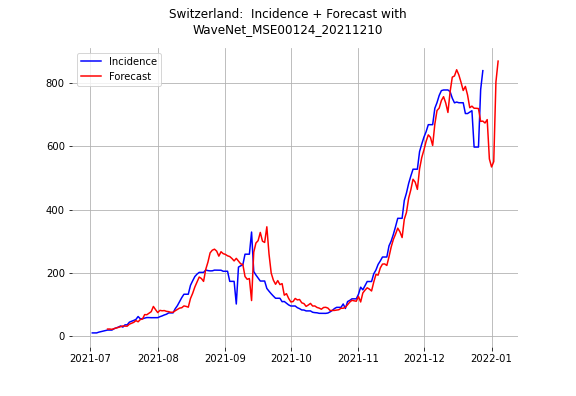 Switzerland:  Incidence + Forecast with
WaveNet_MSE00124_20211210
Incidence
Forecast
800
600
400
200
0
2021-07 2021-08 2021-09 2021-10 2021-11 2021-12 2022-01